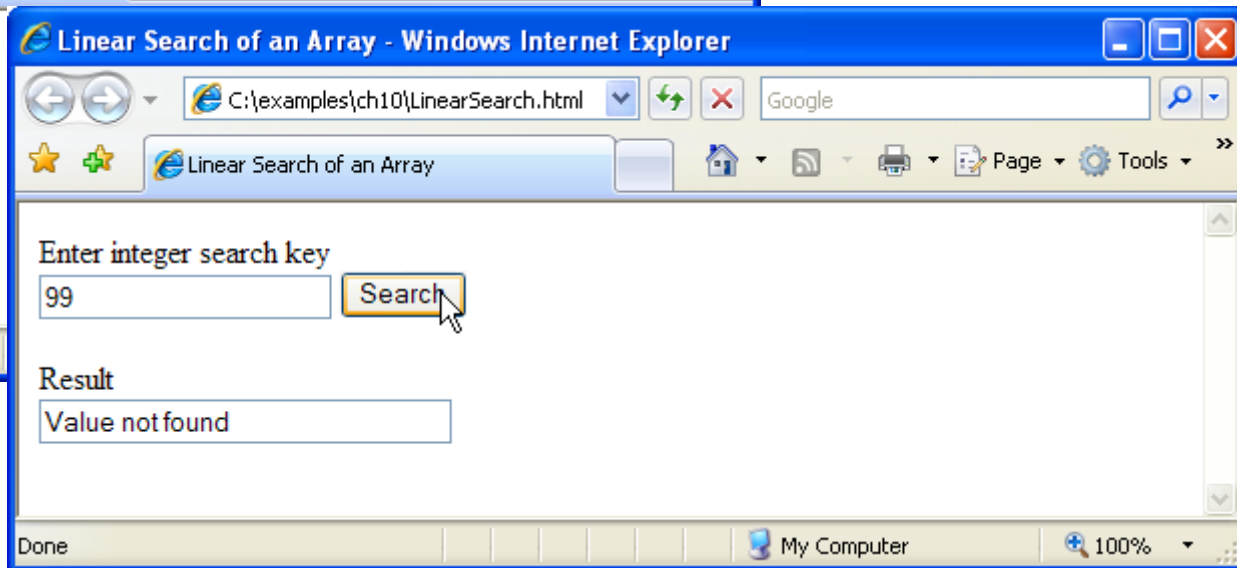 Linear Search of an Array - Windows Internet Explorer
C:\examples\ch10\LinearSearch.html Google
Linear Search of an Array Page Tools »
Enter integer search key
99 Search
Result
Value not found
Done My Computer 100%